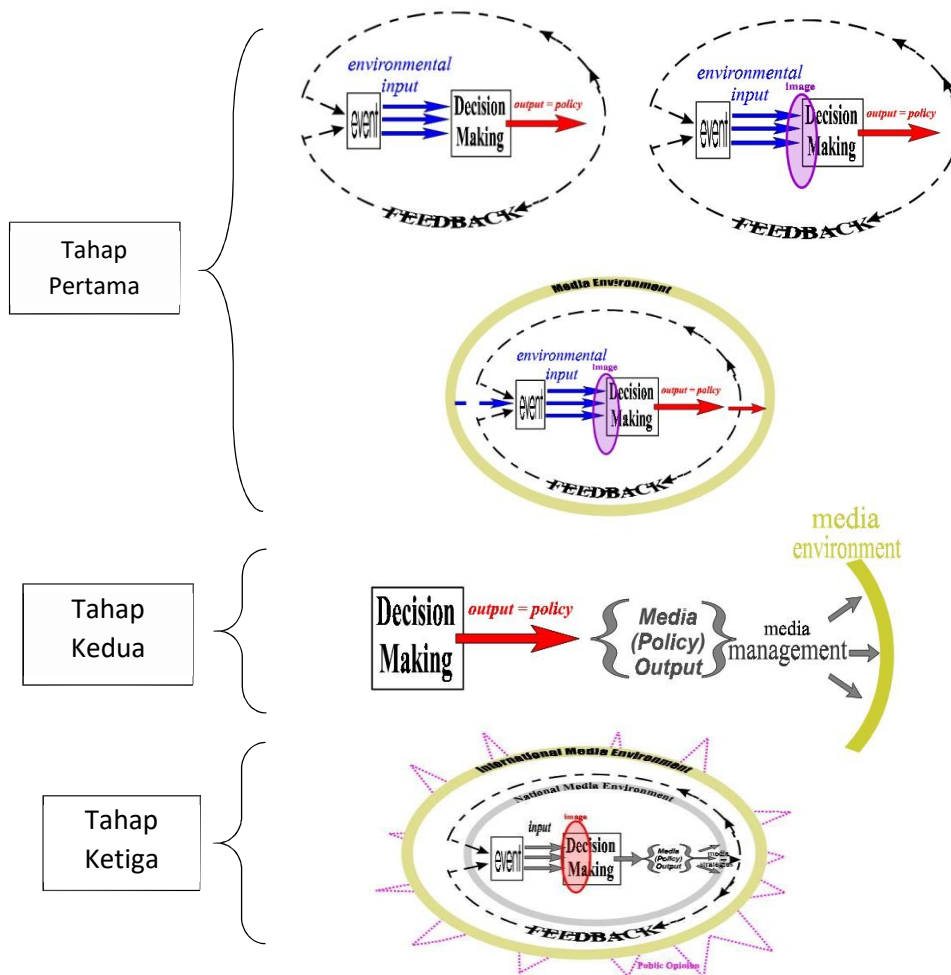 Tahap
Pertama
environmental
input
event
Decision
Making
output = policy
FEEDBACK
environmental
input
Image
event
Decision
Making
output = policy
FEEDBACK
Media Environment
environmental
input
Image
event
Decision
Making
output = policy
FEEDBACK
Tahap
Kedua
Decision
Making
output = policy
Media
(Policy)
Output
media
management
media
environment
Tahap
Ketiga
International Media Environment
National Media Environment
input
image
event
Decision
Making
Media
(Policy)
Output
media
strategies
FEEDBACK
Public Opinion